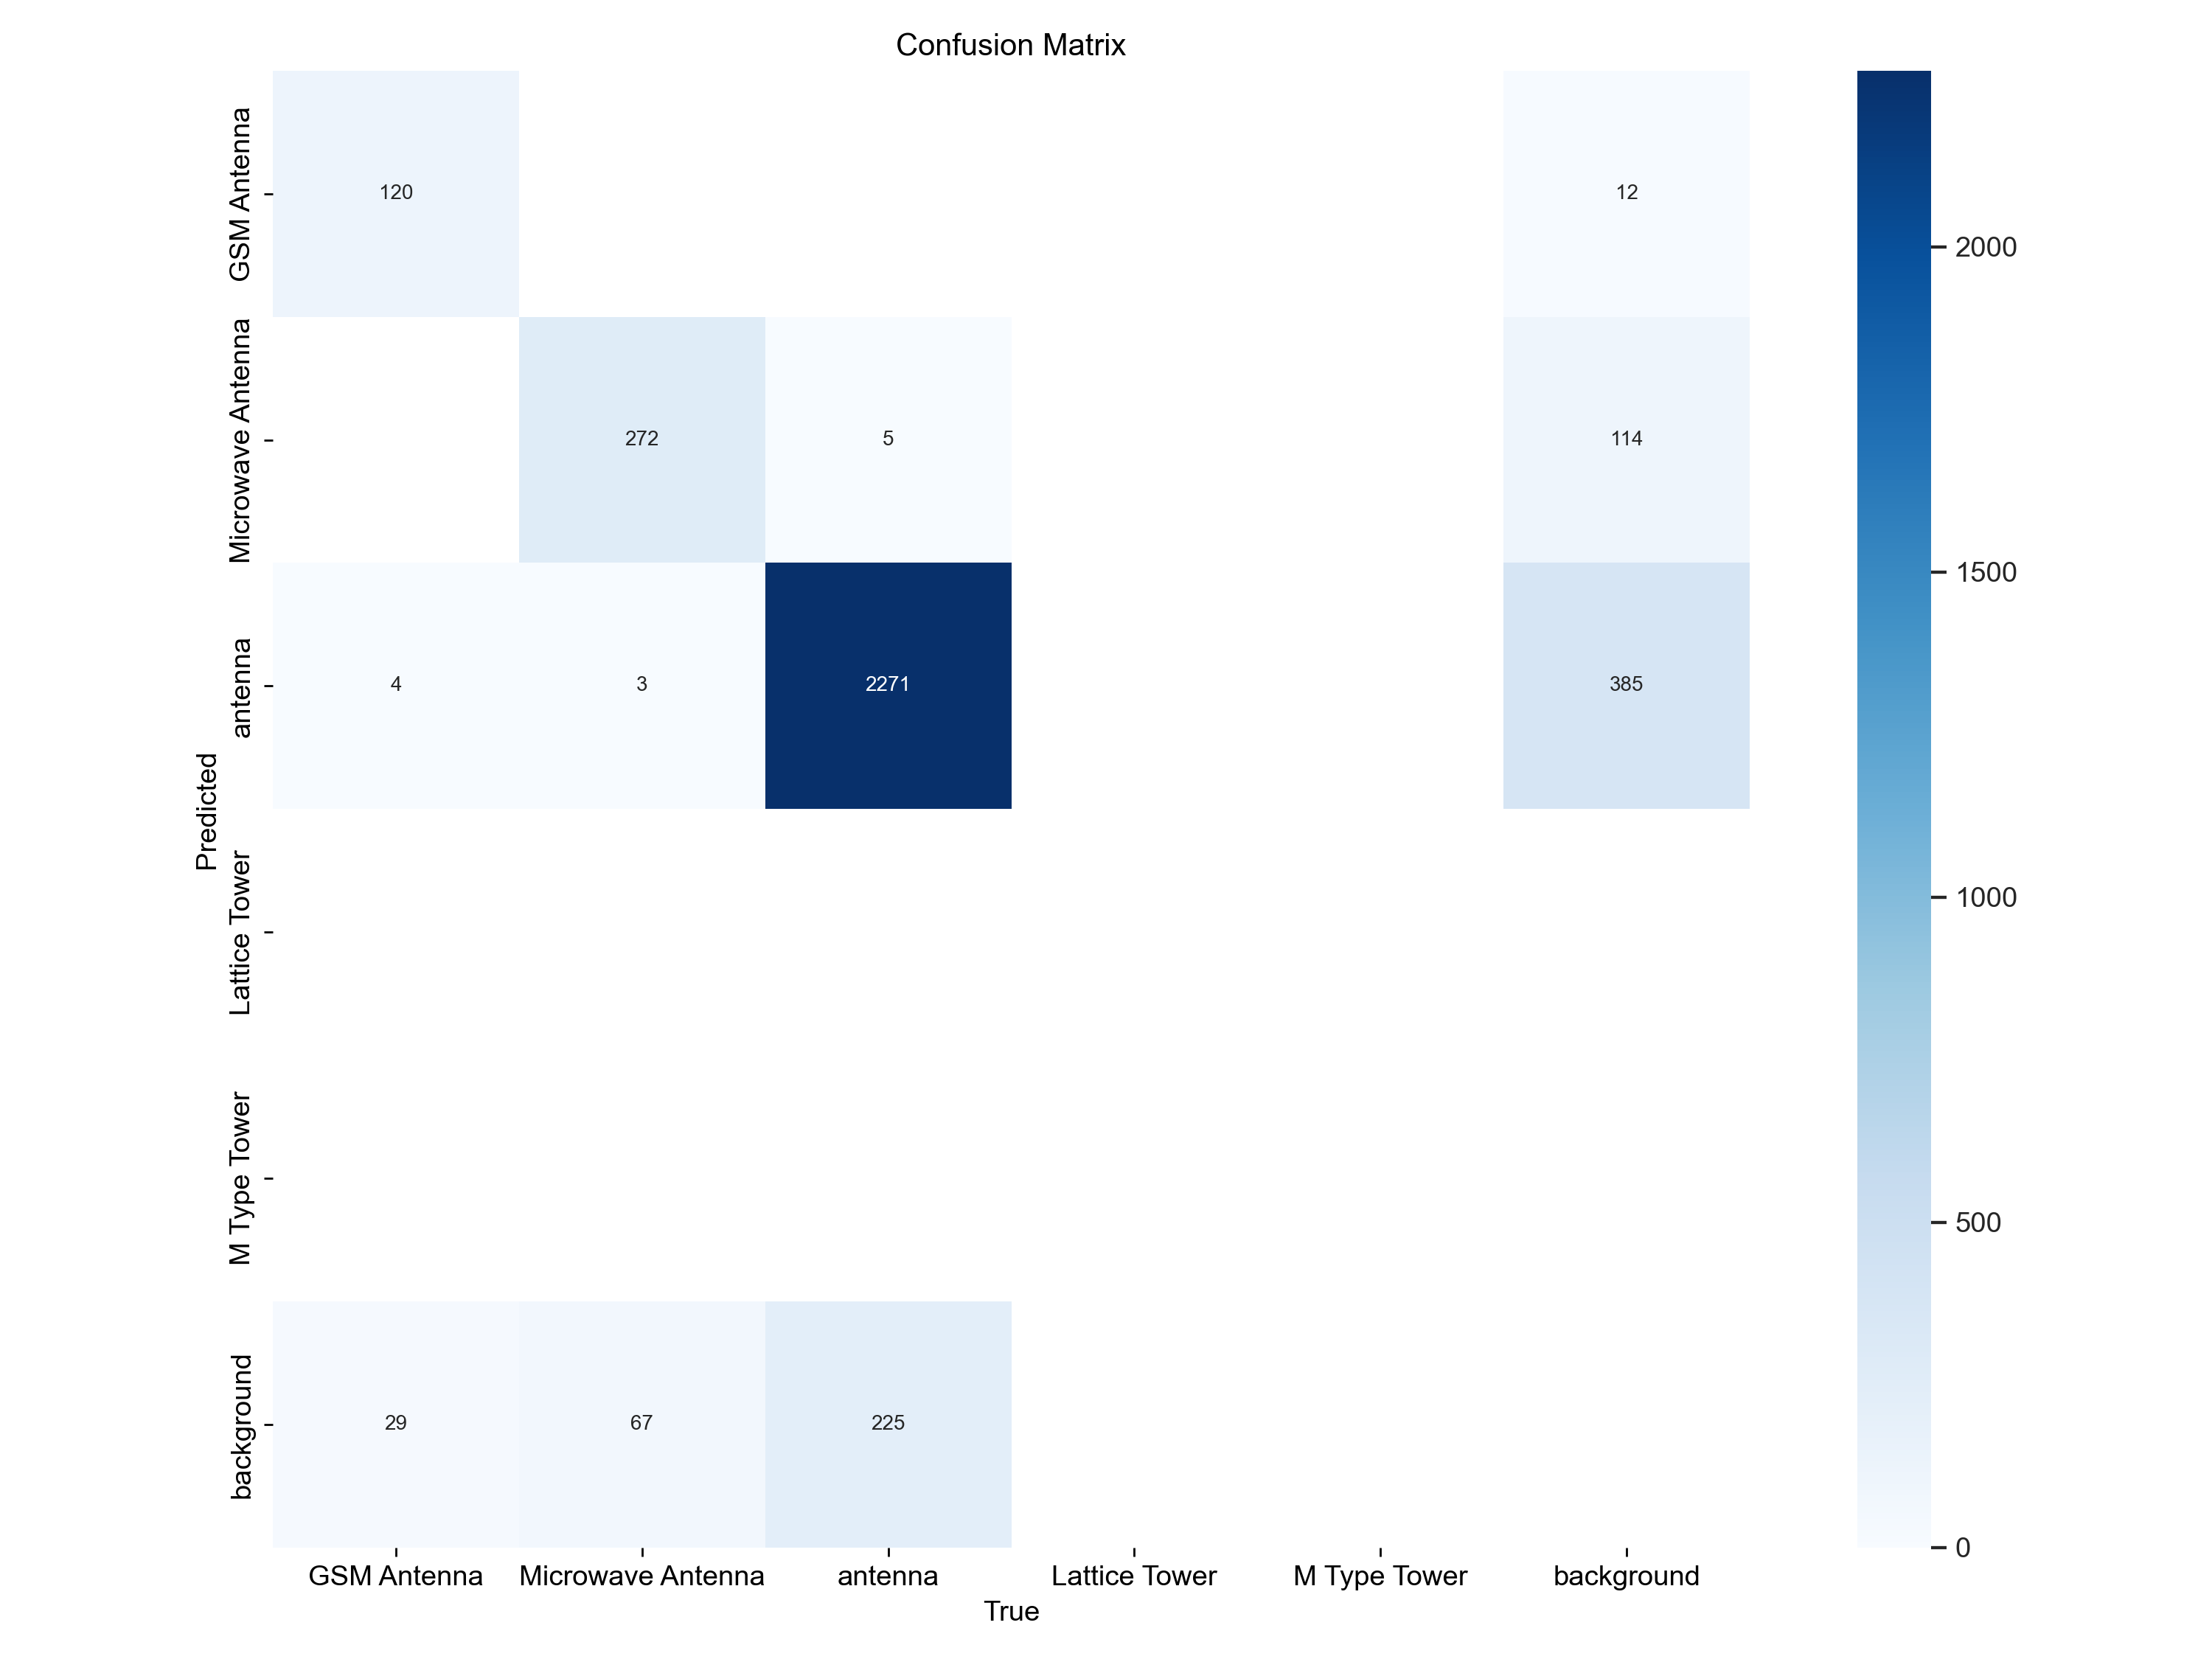 Confusion Matrix
GSM Antenna
120
12
2000
Microwave Antenna
272
5
114
1500
antenna
4
3
2271
385
Predicted
1000
Lattice Tower
M Type Tower
500
background
29
67
225
0
GSM Antenna
Microwave Antenna
antenna
Lattice Tower
M Type Tower
background
True